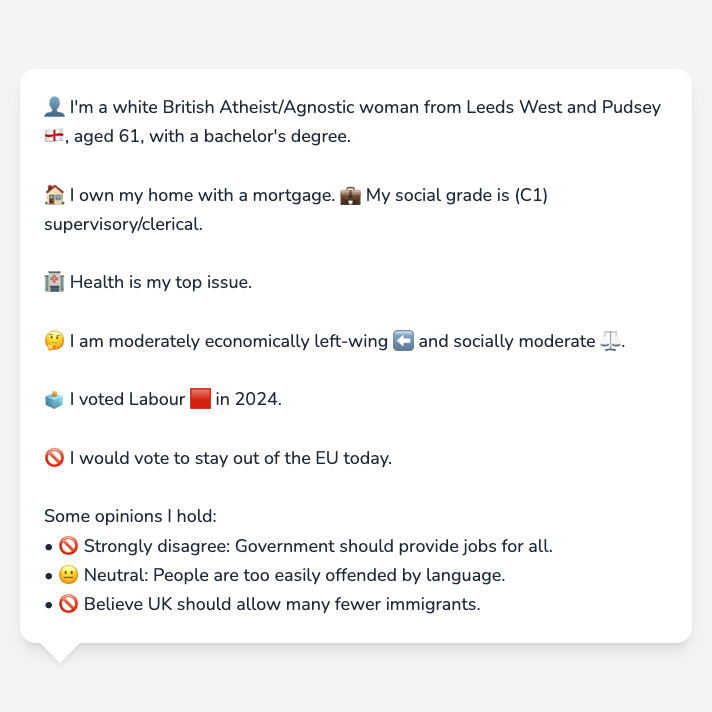 👤 I'm a white British Atheist/Agnostic woman from Leeds West and Pudsey
🏴󠁧󠁢󠁥󠁮󠁧󠁿, aged 61, with a bachelor's degree.
🏠 I own my home with a mortgage. 💼 My social grade is (C1)
supervisory/clerical.
🏥 Health is my top issue.
🤔 I am moderately economically left-wing ⬅️ and socially moderate ⚖️.
🗳️ I voted Labour 🟥 in 2024.
🚫 I would vote to stay out of the EU today.
Some opinions I hold:
• 🚫 Strongly disagree: Government should provide jobs for all.
• 😐 Neutral: People are too easily offended by language.
• 🚫 Believe UK should allow many fewer immigrants.